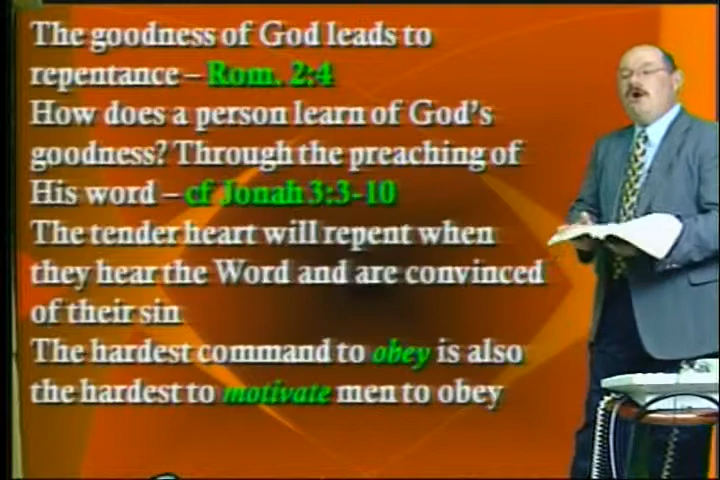 The goodness of God leads to
repentance – Rom. 2:4
How does a person learn of God's
goodness? Through the preaching of
His word – cf Jonah 3:3-10
The tender heart will repent when
they hear the Word and are convinced
of their sin
The hardest command to obey is also
the hardest to motivate men to obey